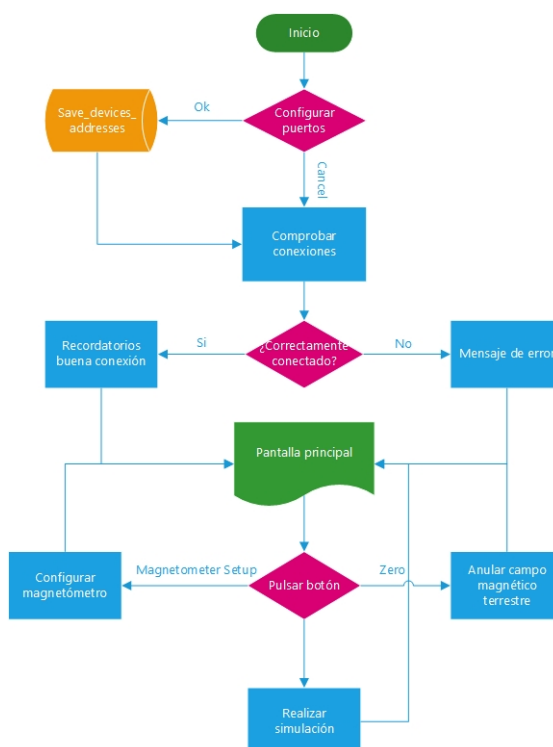 Inicio
Configurar
puertos
Ok
Save_devices_
addresses
Cancel
Comprobar
conexiones
¿Correctamente
conectado?
Si
No
Recordatorios
buena conexión
Mensaje de error
Pantalla principal
Configurar
magnetómetro
Magnetometer Setup
Pulsar botón
Zero
Anular campo
magnético
terrestre
Realizar
simulación